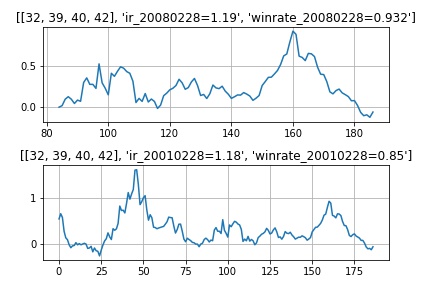 [[32, 39, 40, 42], 'ir_20080228=1.19', 'winrate_20080228=0.932']
0.5
0.0
80 100 120 140 160 180
[[32, 39, 40, 42], 'ir_20010228=1.18', 'winrate_20010228=0.85']
1
0
0 25 50 75 100 125 150 175